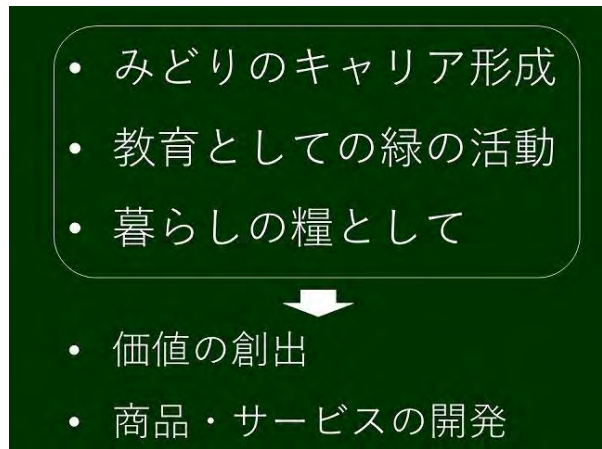 • みどりのキャリア形成
• 教育としての緑の活動
• 暮らしの糧として
• 価値の創出
• 商品・サービスの開発